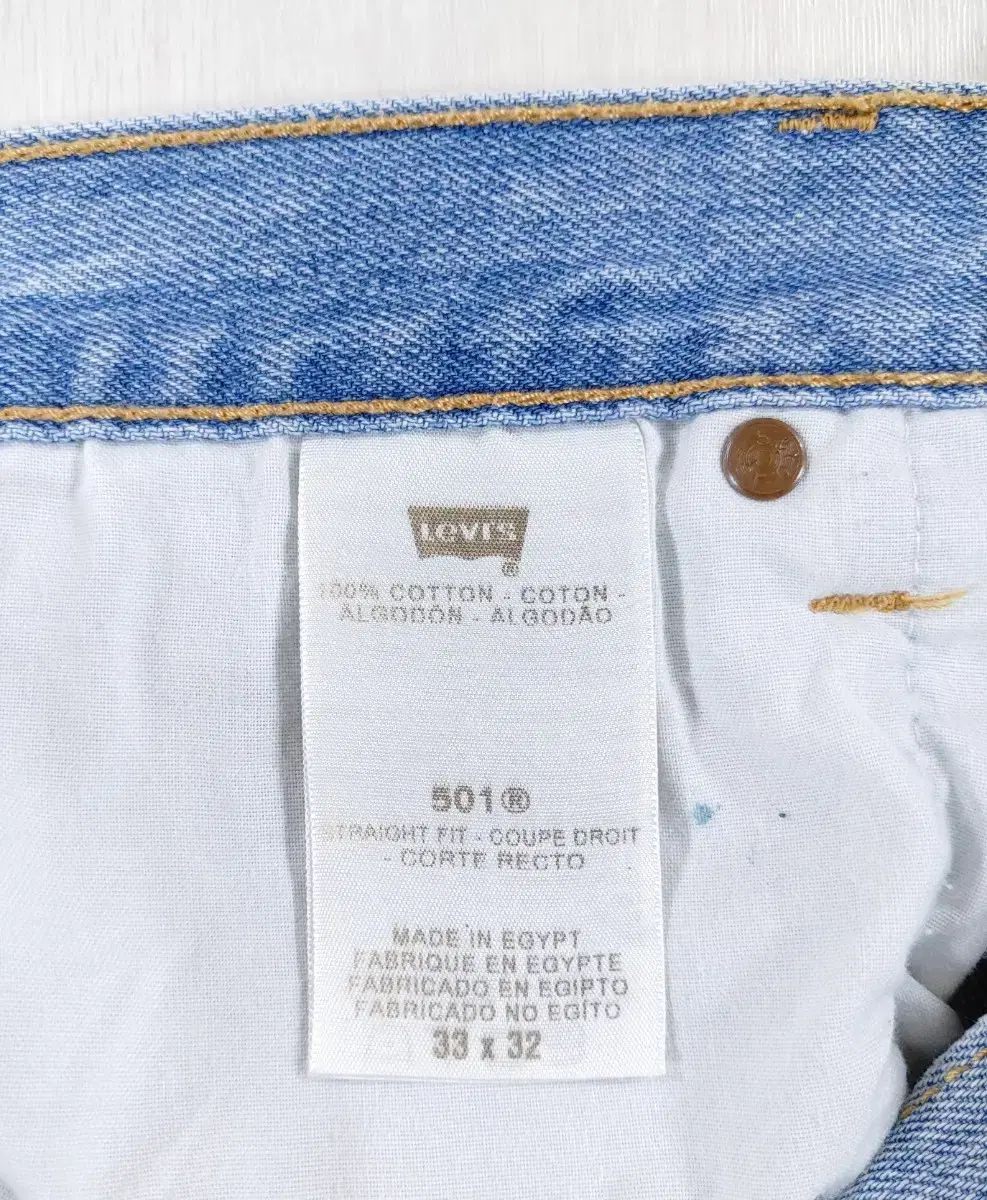 Levi's
®
100% COTTON - COTON -
ALGODÓN - ALGODÃO
501®
STRAIGHT FIT - COUPE DROIT
- CORTE RECTO
MADE IN EGYPT
FABRIQUE EN EGYPTE
FABRICADO EN EGIPTO
FABRICADO NO EGITO
33 x 32